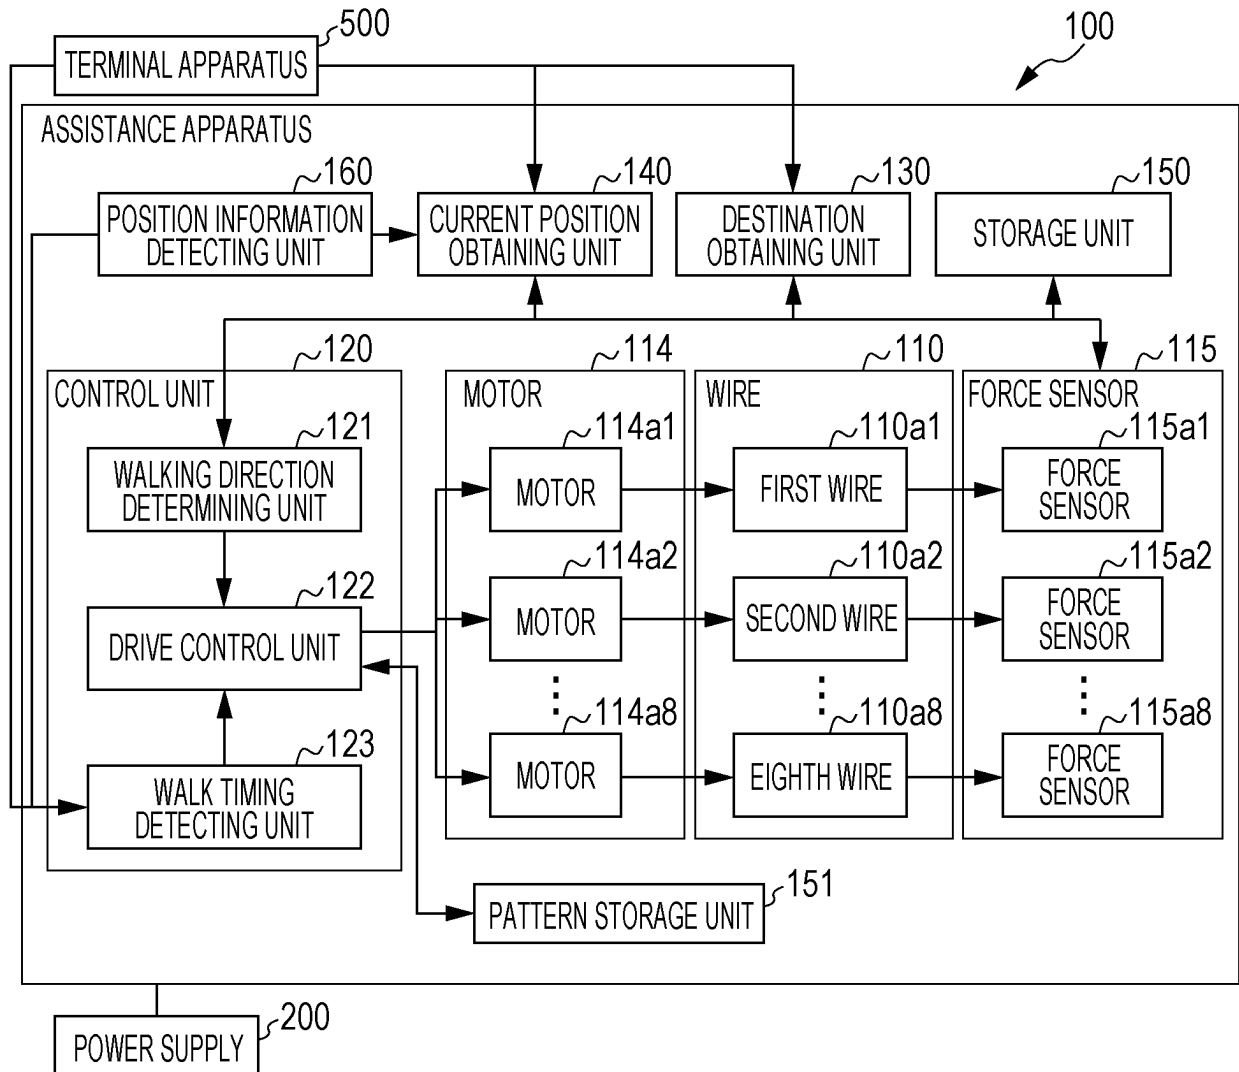 500
TERMINAL APPARATUS
100
ASSISTANCE APPARATUS
160
POSITION INFORMATION
DETECTING UNIT
140
CURRENT POSITION
OBTAINING UNIT
130
DESTINATION
OBTAINING UNIT
150
STORAGE UNIT
120
CONTROL UNIT
121
WALKING DIRECTION
DETERMINING UNIT
122
DRIVE CONTROL UNIT
123
WALK TIMING
DETECTING UNIT
114
MOTOR
114a1
MOTOR
114a2
MOTOR
114a8
MOTOR
110
WIRE
110a1
FIRST WIRE
110a2
SECOND WIRE
110a8
EIGHTH WIRE
115
FORCE SENSOR
115a1
FORCE
SENSOR
115a2
FORCE
SENSOR
115a8
FORCE
SENSOR
151
PATTERN STORAGE UNIT
200
POWER SUPPLY